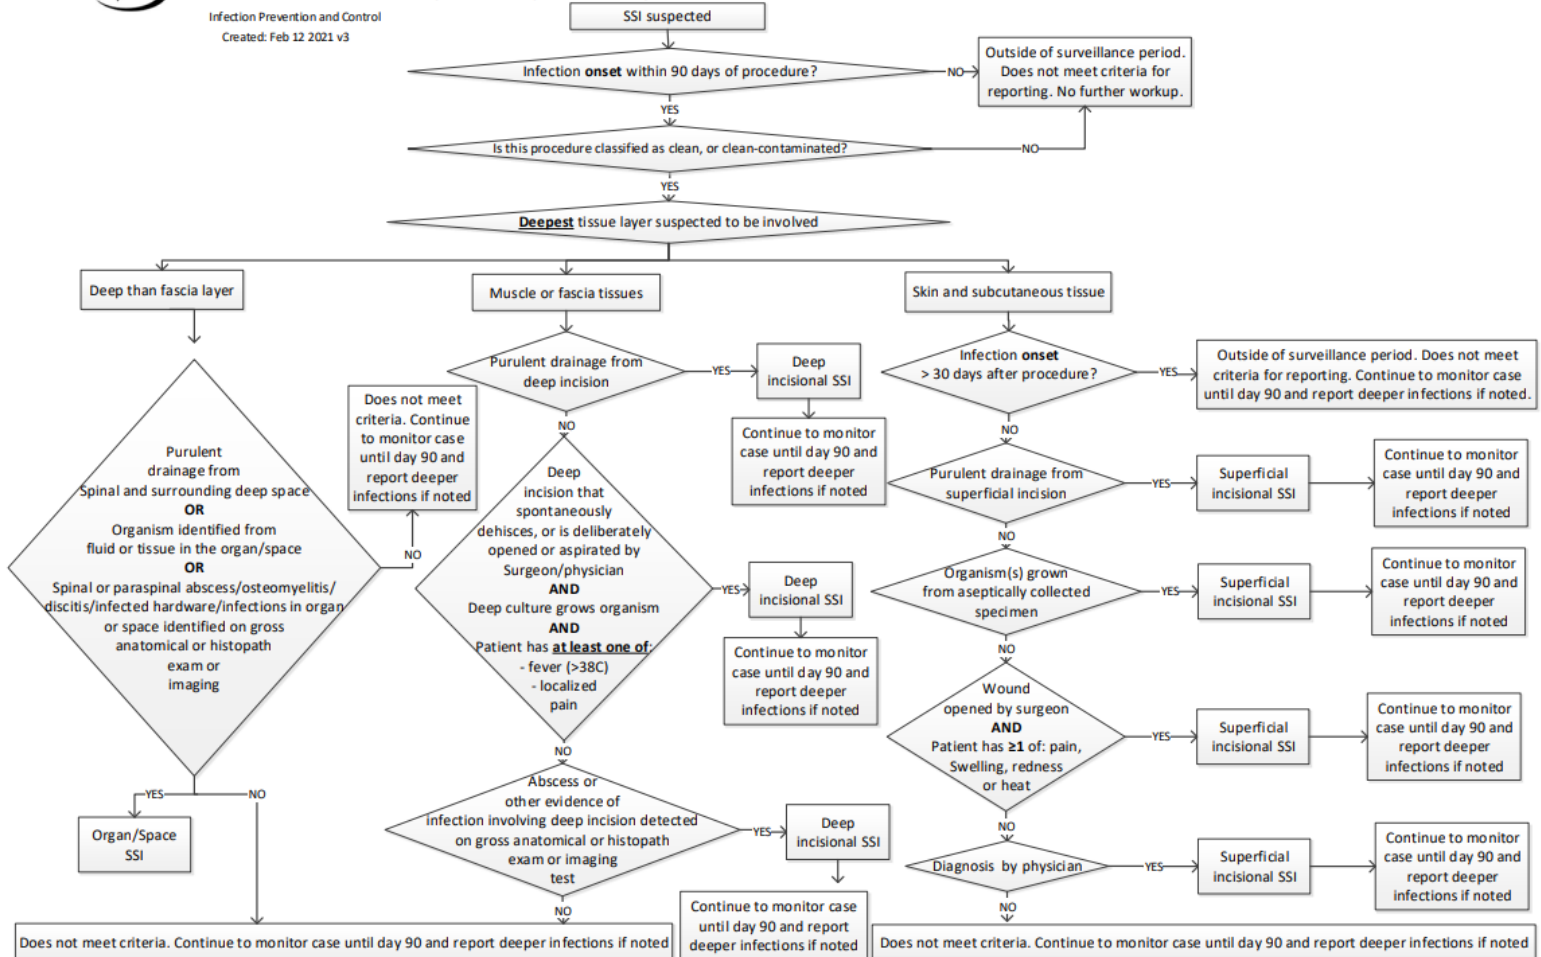 Infection Prevention and Control
Created: Feb 12 2021 v3
SSI suspected
Infection onset within 90 days of procedure?
NO
Outside of surveillance period.
Does not meet criteria for
reporting. No further workup.
YES
Is this procedure classified as clean, or clean-contaminated?
NO
YES
Deepest tissue layer suspected to be involved
Deep than fascia layer
Purulent
drainage from
Spinal and surrounding deep space
OR
Organism identified from
fluid or tissue in the organ/space
OR
Spinal or paraspinal abscess/osteomyelitis/
discitis/infected hardware/infections in organ
or space identified on gross
anatomical or histopath
exam or
imaging
NO
Does not meet
criteria. Continue
to monitor case
until day 90 and
report deeper
infections if noted
YES
NO
Organ/Space
SSI
Muscle or fascia tissues
Purulent drainage from
deep incision
YES
Deep
incisional SSI
Continue to monitor
case until day 90 and
report deeper
infections if noted
NO
Deep
incision that
spontaneously
dehisces, or is deliberately
opened or aspirated by
Surgeon/physician
AND
Deep culture grows organism
AND
Patient has at least one of:
- fever (>38C)
- localized
pain
YES
Deep
incisional SSI
Continue to monitor
case until day 90 and
report deeper
infections if noted
NO
Abscess or
other evidence of
infection involving deep incision detected
on gross anatomical or histopath
exam or imaging
test
YES
Deep
incisional SSI
Continue to monitor case
until day 90 and report
deeper infections if noted
NO
Does not meet criteria. Continue to monitor case until day 90 and report deeper infections if noted
Skin and subcutaneous tissue
Infection onset
> 30 days after procedure?
YES
Outside of surveillance period. Does not meet
criteria for reporting. Continue to monitor case
until day 90 and report deeper infections if noted.
NO
Purulent drainage from
superficial incision
YES
Superficial
incisional SSI
Continue to monitor
case until day 90 and
report deeper
infections if noted
NO
Organism(s) grown
from aseptically collected
specimen
YES
Superficial
incisional SSI
Continue to monitor
case until day 90 and
report deeper
infections if noted
NO
Wound
opened by surgeon
AND
Patient has ≥1 of: pain,
Swelling, redness
or heat
YES
Superficial
incisional SSI
Continue to monitor
case until day 90 and
report deeper
infections if noted
NO
Diagnosis by physician
YES
Superficial
incisional SSI
Continue to monitor
case until day 90 and
report deeper
infections if noted
NO
Does not meet criteria. Continue to monitor case until day 90 and report deeper infections if noted